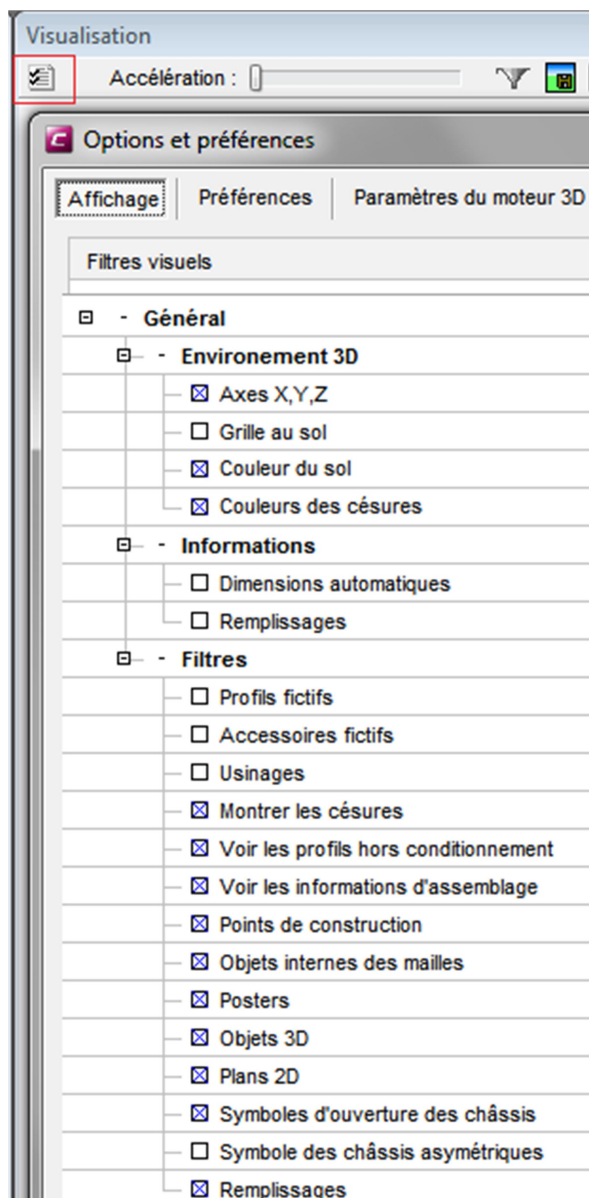 Visualisation
Accélération :
Options et préférences
Affichage Préférences Paramètres du moteur 3D
Filtres visuels
- Général
- Environement 3D
Axes X,Y,Z
Grille au sol
Couleur du sol
Couleurs des césures
- Informations
Dimensions automatiques
Remplissages
- Filtres
Profils fictifs
Accessoires fictifs
Usinages
Montrer les césures
Voir les profils hors conditionnement
Voir les informations d'assemblage
Points de construction
Objets internes des mailles
Posters
Objets 3D
Plans 2D
Symboles d'ouverture des châssis
Symbole des châssis asymétriques
Remplissages